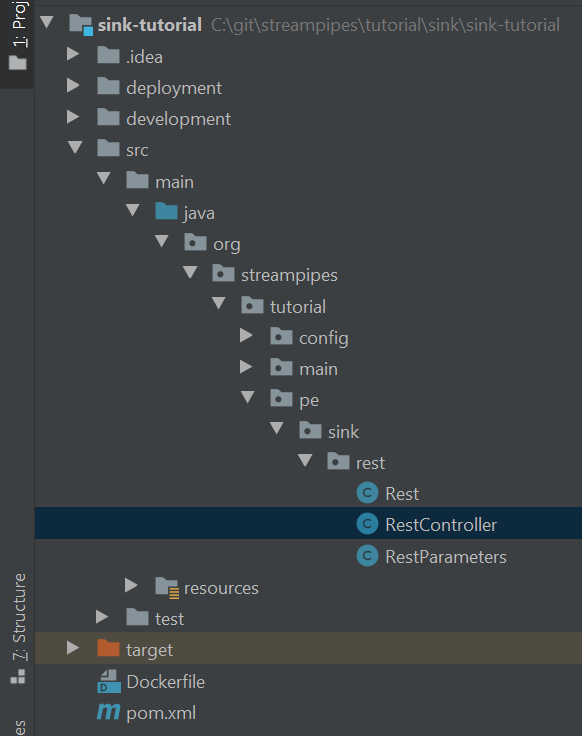 1: Proj
sink-tutorial C:\git\streampipes\tutorial\sink\sink-tutorial
.idea
deployment
development
src
main
java
org
streampipes
tutorial
config
main
pe
sink
rest
C Rest
C RestController
C RestParameters
resources
test
target
D Dockerfile
m pom.xml
7: Structure
es